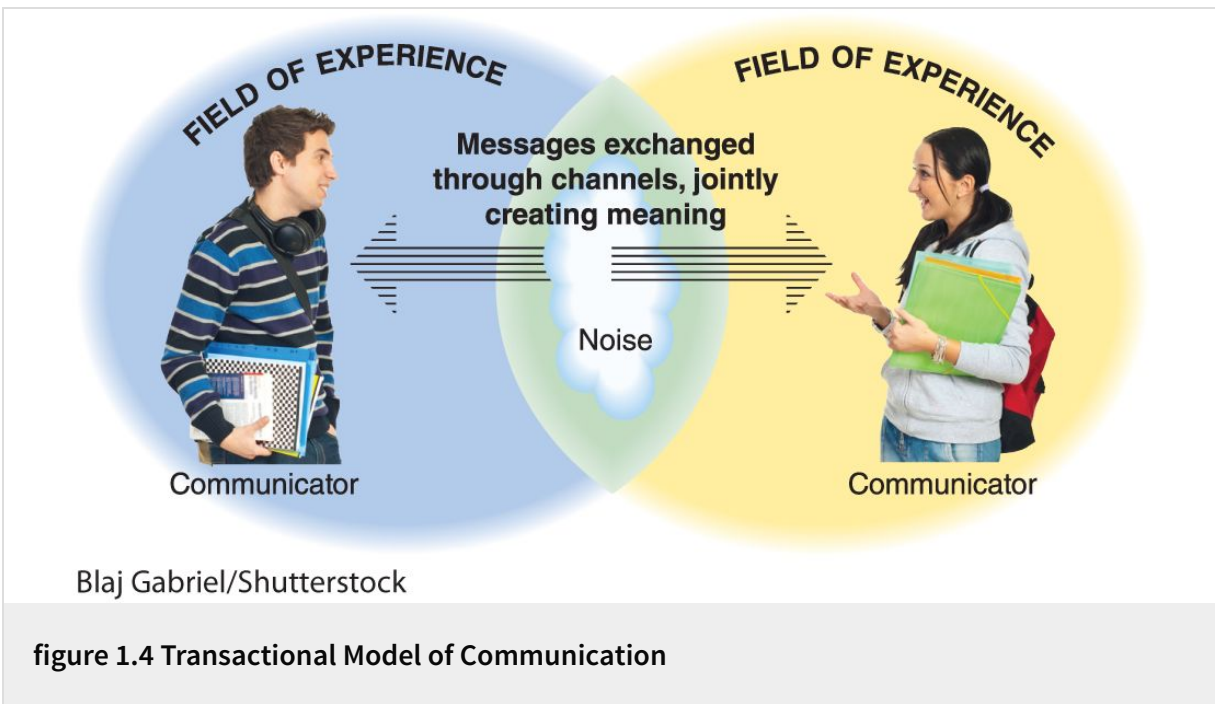 FIELD OF EXPERIENCE
FIELD OF EXPERIENCE
Messages exchanged
through channels, jointly
creating meaning
Noise
Communicator
Communicator
Blaj Gabriel/Shutterstock
figure 1.4 Transactional Model of Communication